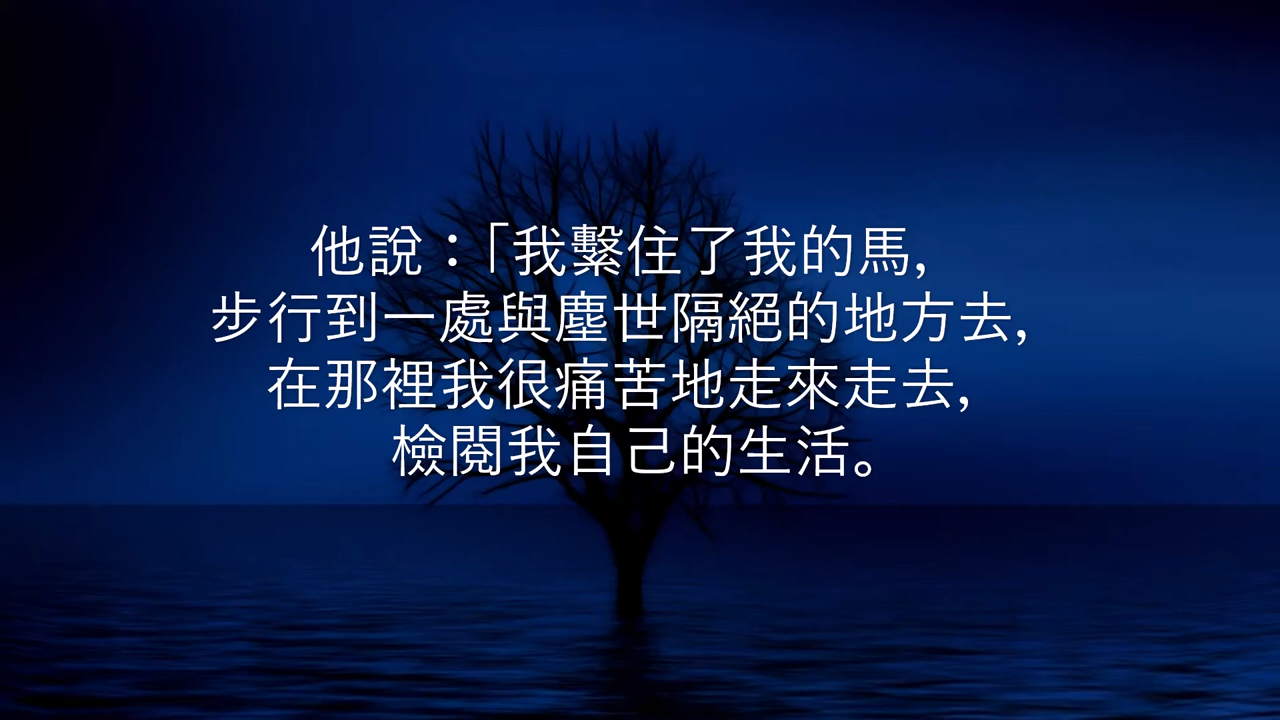 他說：「我繫住了我的馬,
步行到一處與塵世隔絕的地方去,
在那裡我很痛苦地走來走去,
檢閱我自己的生活。